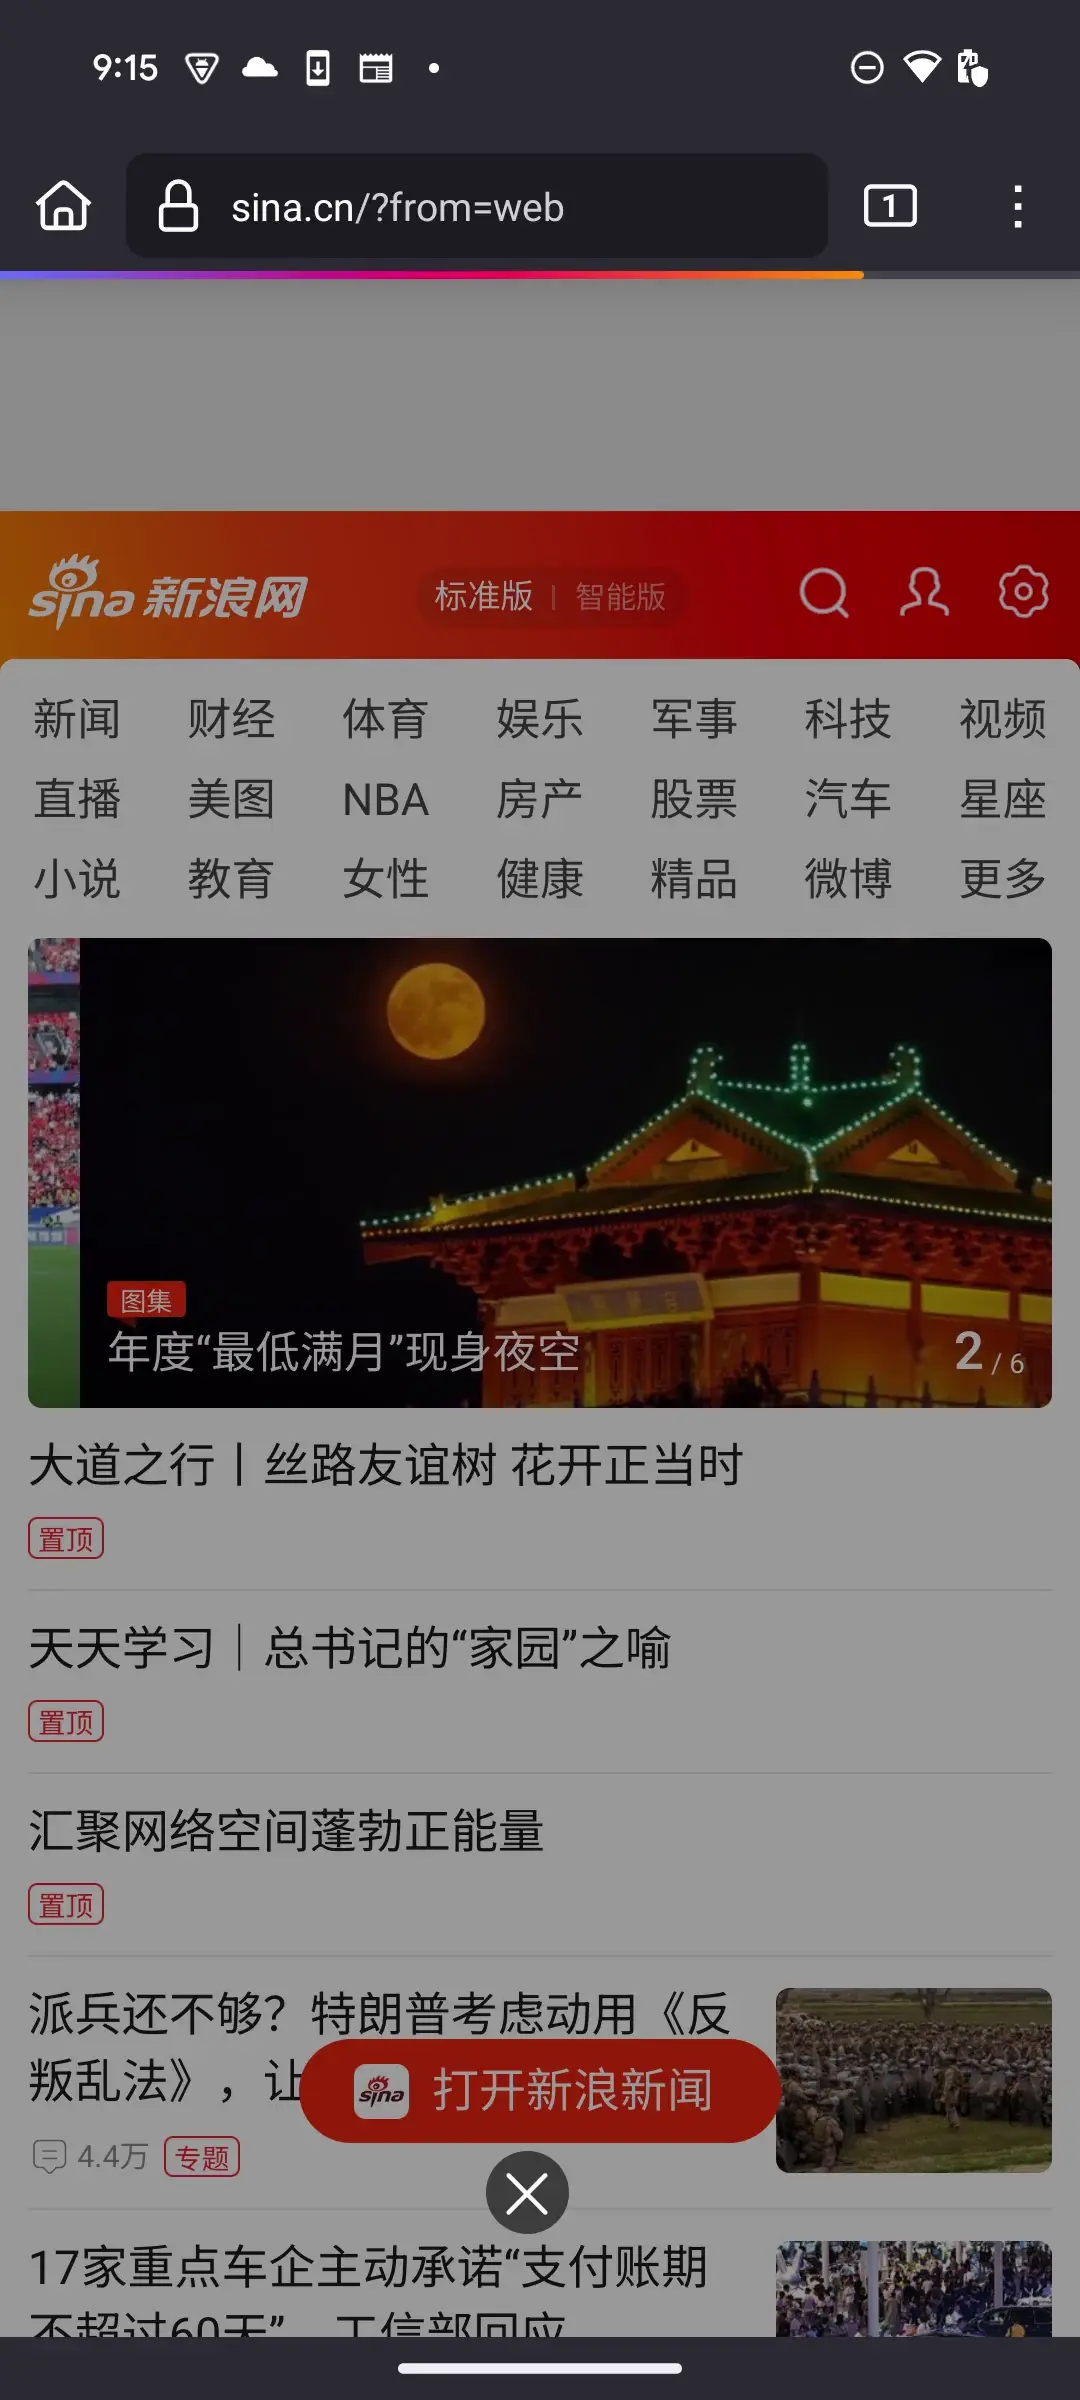 9:15
sina.cn/?from=web
1
sina 新浪网
标准版 | 智能版
新闻 财经 体育 娱乐 军事 科技 视频
直播 美图 NBA 房产 股票 汽车 星座
小说 教育 女性 健康 精品 微博 更多
图集
年度“最低满月”现身夜空
2 / 6
大道之行丨丝路友谊树 花开正当时
置顶
天天学习｜总书记的“家园”之喻
置顶
汇聚网络空间蓬勃正能量
置顶
派兵还不够？特朗普考虑动用《反
叛乱法》，让
sina 打开新浪新闻
4.4万 专题
17家重点车企主动承诺“支付账期
不超过60天” 工信部回应